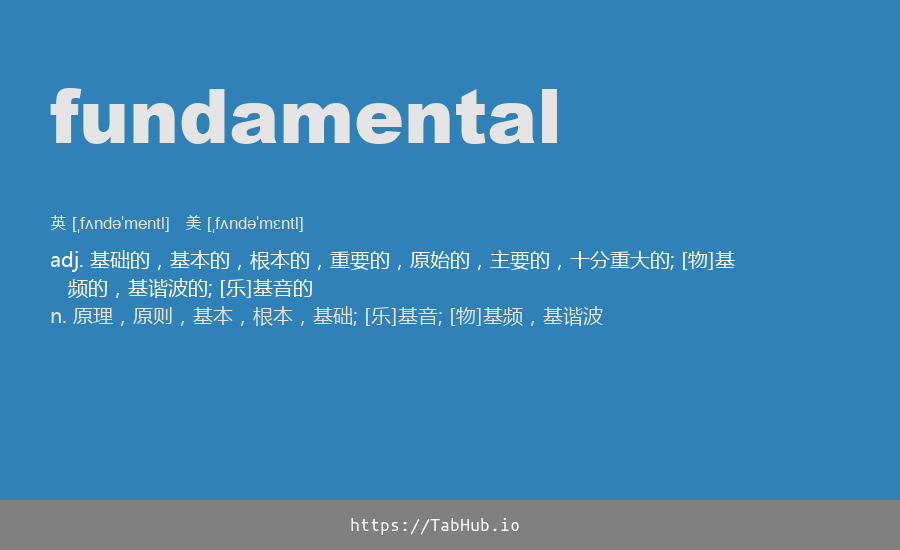 fundamental
英 [ˌfʌndəˈmentl] 美 [ˌfʌndəˈmɛntl]
adj. 基础的，基本的，根本的，重要的，原始的，主要的，十分重大的; [物]基
频的，基谐波的; [乐]基音的
n. 原理，原则，基本，根本，基础; [乐]基音; [物]基频，基谐波
https://TabHub.io